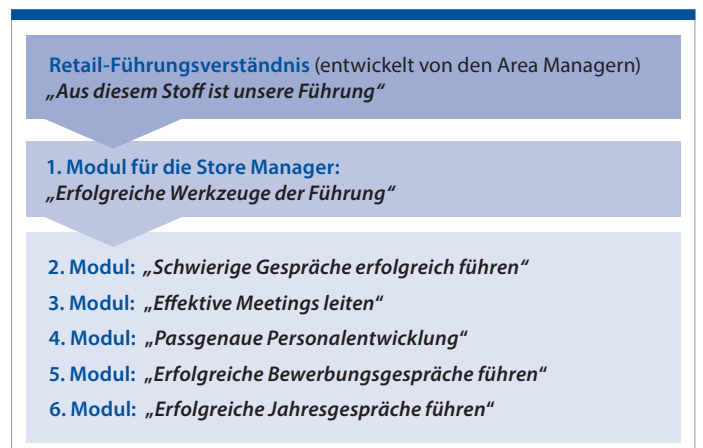 Retail-Führungsverständnis (entwickelt von den Area Managern)
„Aus diesem Stoff ist unsere Führung“
1. Modul für die Store Manager:
„Erfolgreiche Werkzeuge der Führung“
2. Modul: „Schwierige Gespräche erfolgreich führen“
3. Modul: „Effektive Meetings leiten“
4. Modul: „Passgenaue Personalentwicklung“
5. Modul: „Erfolgreiche Bewerbungsgespräche führen“
6. Modul: „Erfolgreiche Jahresgespräche führen“